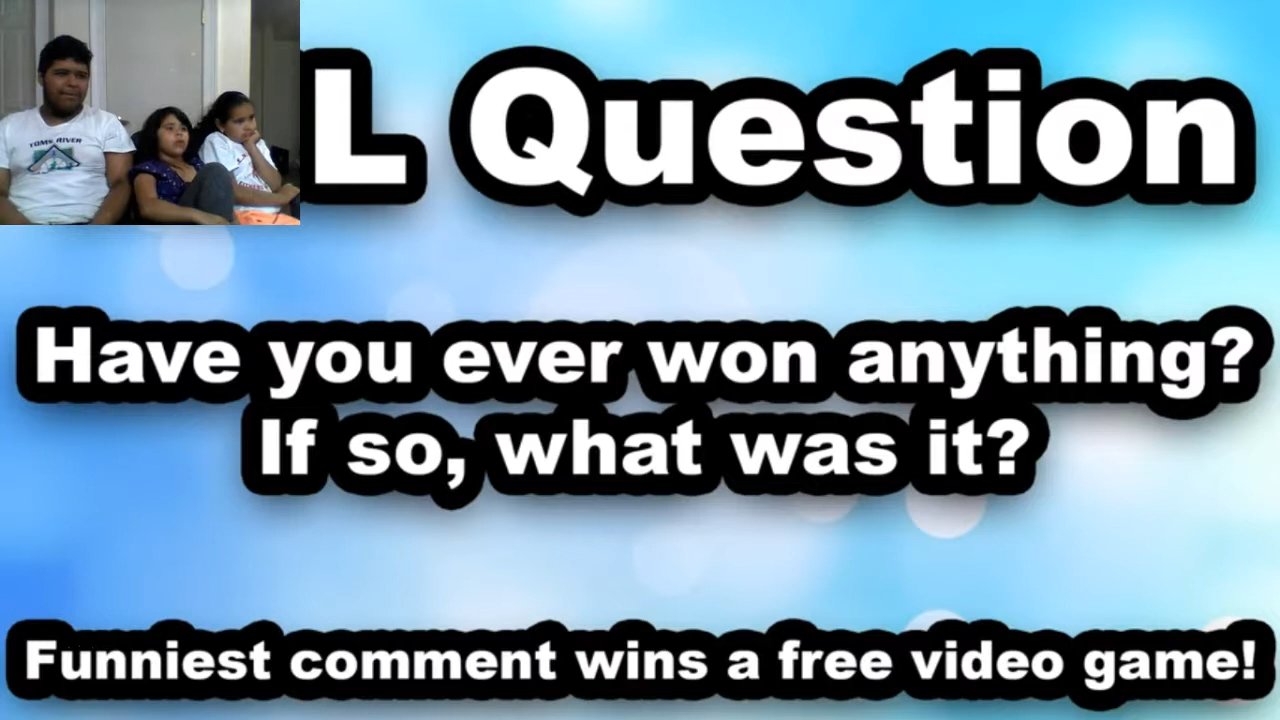 L Question
TOMS RIVER
Have you ever won anything?
If so, what was it?
Funniest comment wins a free video game!